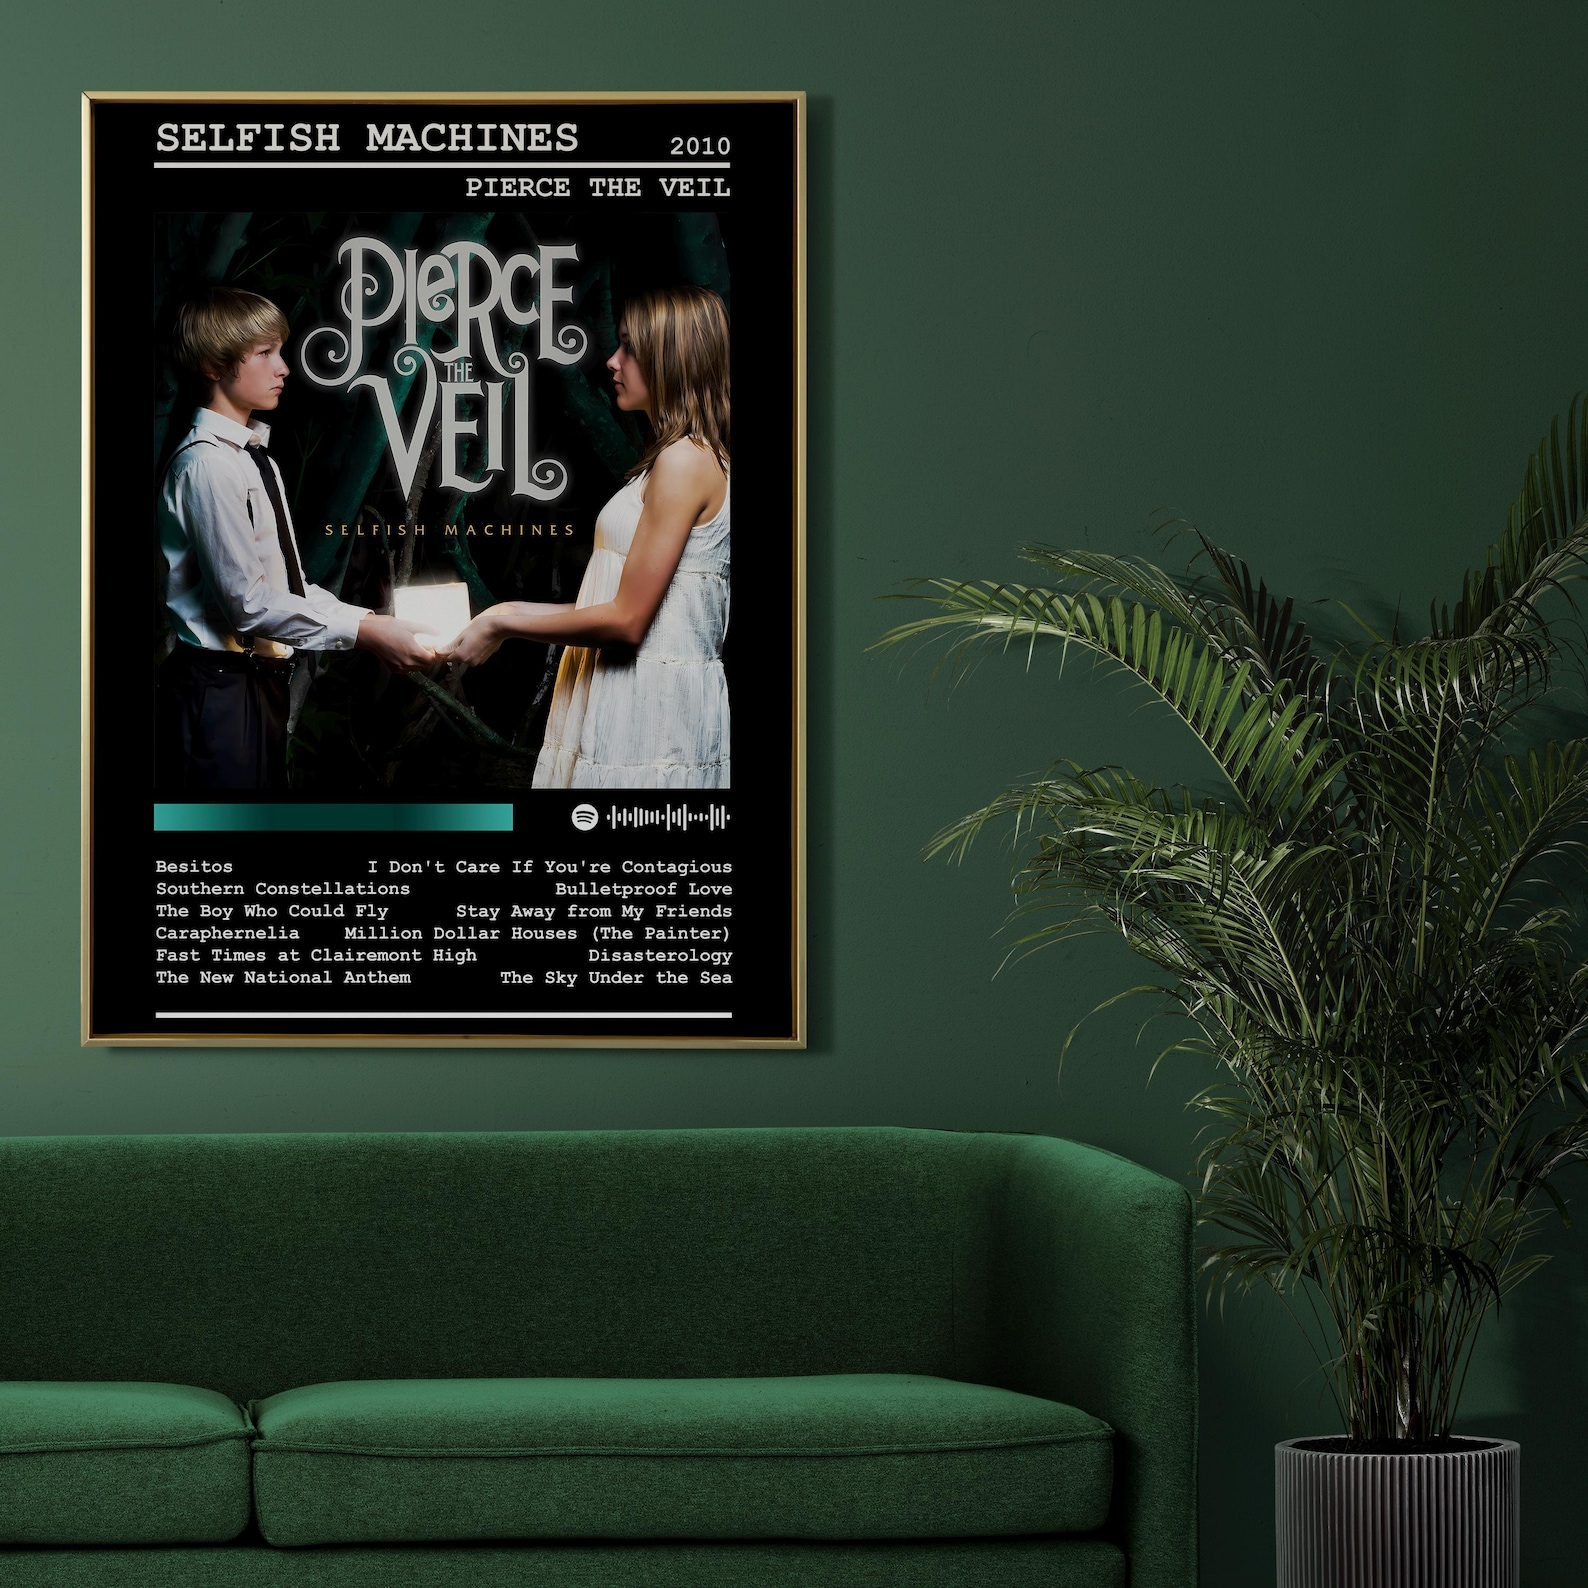 SELFISH MACHINES 2010
PIERCE THE VEIL
PIERCE
THE
VEIL
SELFISH MACHINES
Besitos I Don't Care If You're Contagious
Southern Constellations Bulletproof Love
The Boy Who Could Fly Stay Away from My Friends
Caraphernelia Million Dollar Houses (The Painter)
Fast Times at Clairemont High Disasterology
The New National Anthem The Sky Under the Sea